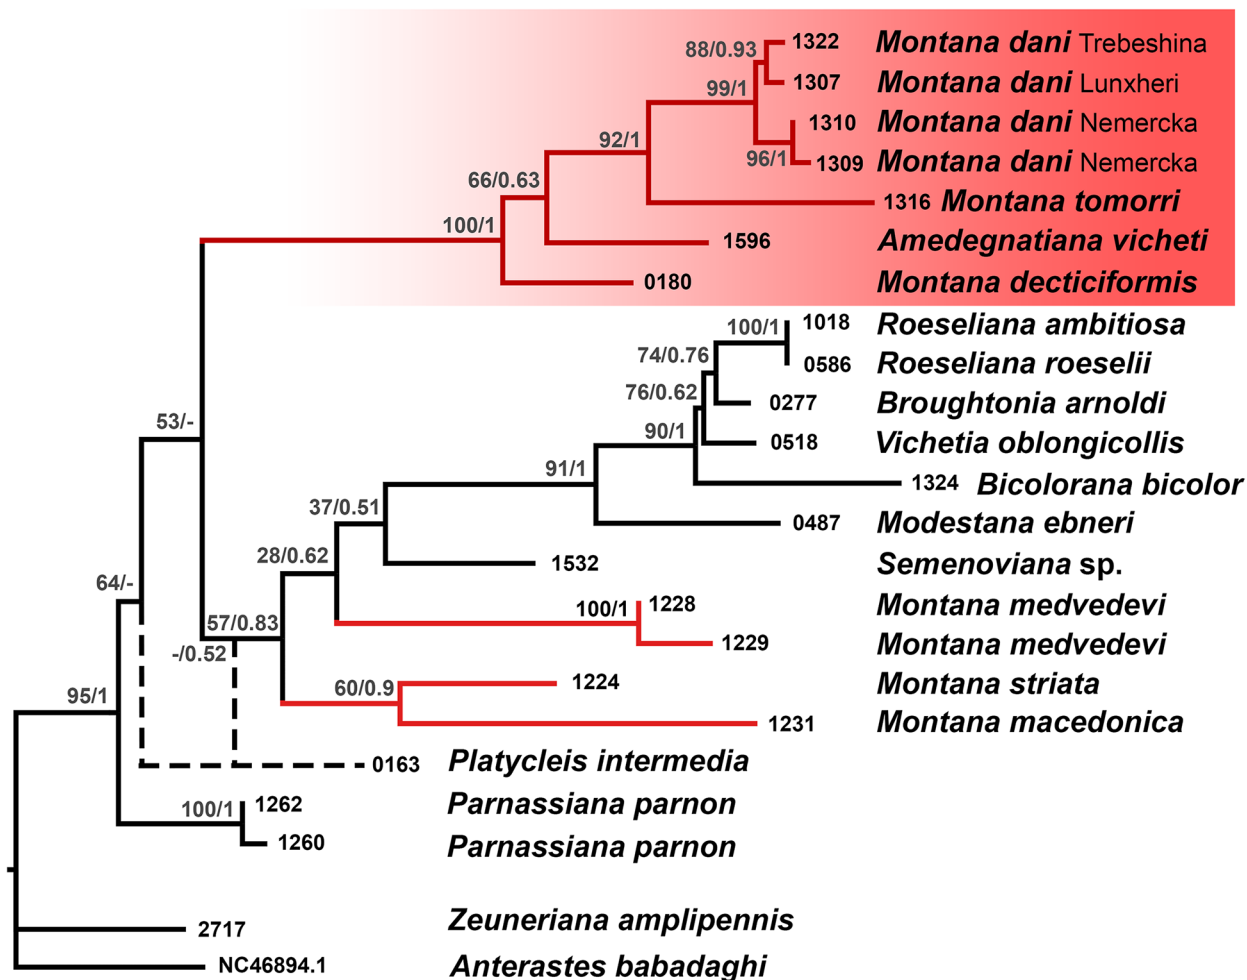 88/0.93 1322 Montana dani Trebeshina
99/1 1307 Montana dani Lunxheri
1310 Montana dani Nemercka
92/1 96/1 1309 Montana dani Nemercka
66/0.63 1316 Montana tomorri
100/1 1596 Amedegnatiana vicheti
0180 Montana decticiformis
100/1 1018 Roeseliana ambitiosa
74/0.76 0586 Roeseliana roeselii
76/0.62 0277 Broughtonia arnoldi
53/- 90/1 0518 Vichetia oblongicollis
91/1 1324 Bicolorana bicolor
37/0.51 0487 Modestana ebneri
28/0.62 1532 Semenoviana sp.
64/- 100/1 1228 Montana medvedevi
57/0.83 1229 Montana medvedevi
-/0.52
60/0.9 1224 Montana striata
95/1 1231 Montana macedonica
0163 Platycleis intermedia
100/1 1262 Parnassiana parnon
1260 Parnassiana parnon
2717 Zeuneriana amplipennis
NC46894.1 Anterastes babadaghi